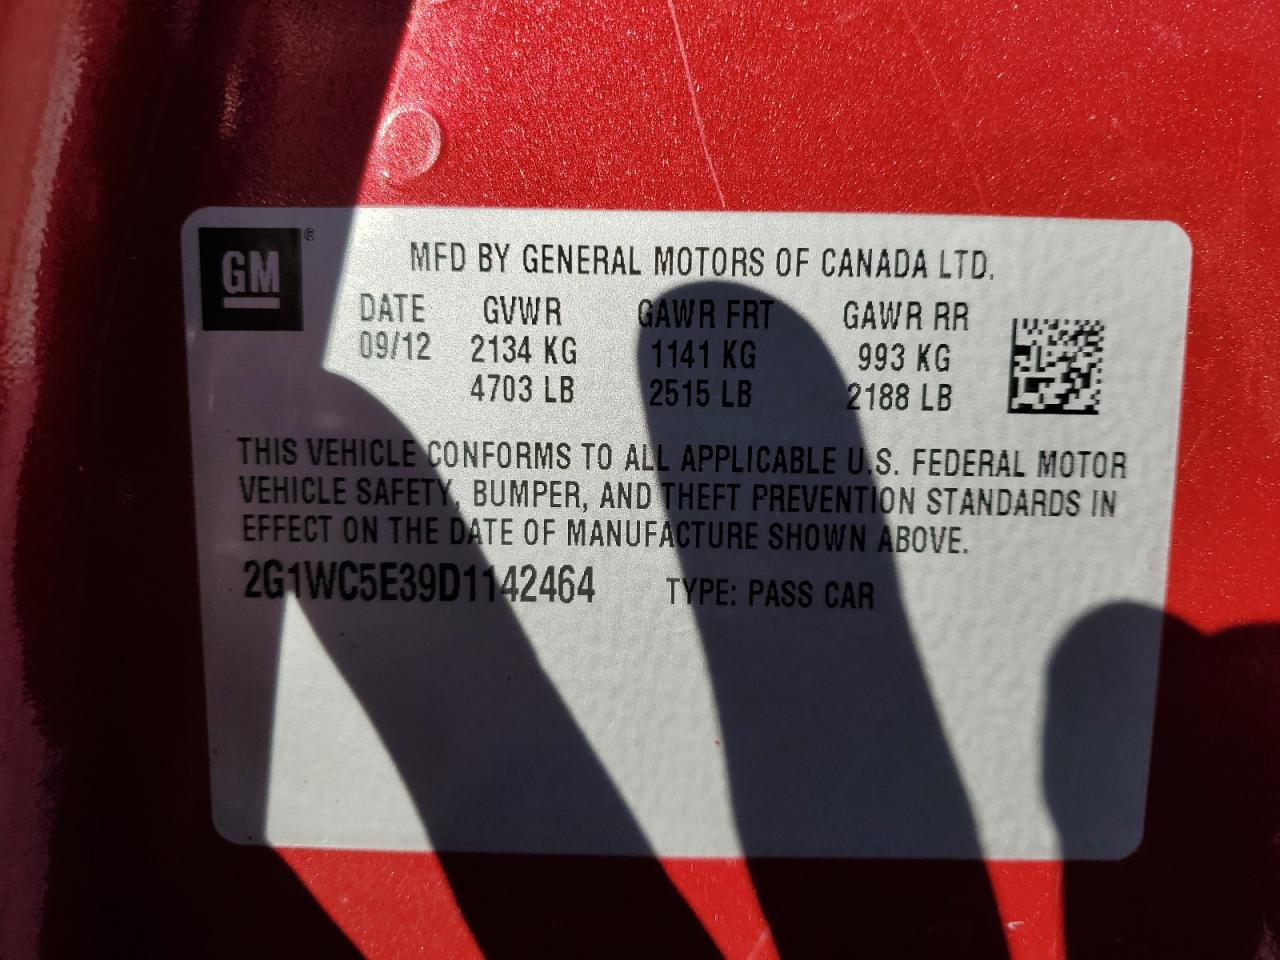 GM ®
MFD BY GENERAL MOTORS OF CANADA LTD.
DATE GVWR GAWR FRT GAWR RR
09/12 2134 KG 1141 KG 993 KG
4703 LB 2515 LB 2188 LB
THIS VEHICLE CONFORMS TO ALL APPLICABLE U.S. FEDERAL MOTOR
VEHICLE SAFETY, BUMPER, AND THEFT PREVENTION STANDARDS IN
EFFECT ON THE DATE OF MANUFACTURE SHOWN ABOVE.
2G1WC5E39D1142464 TYPE: PASS CAR